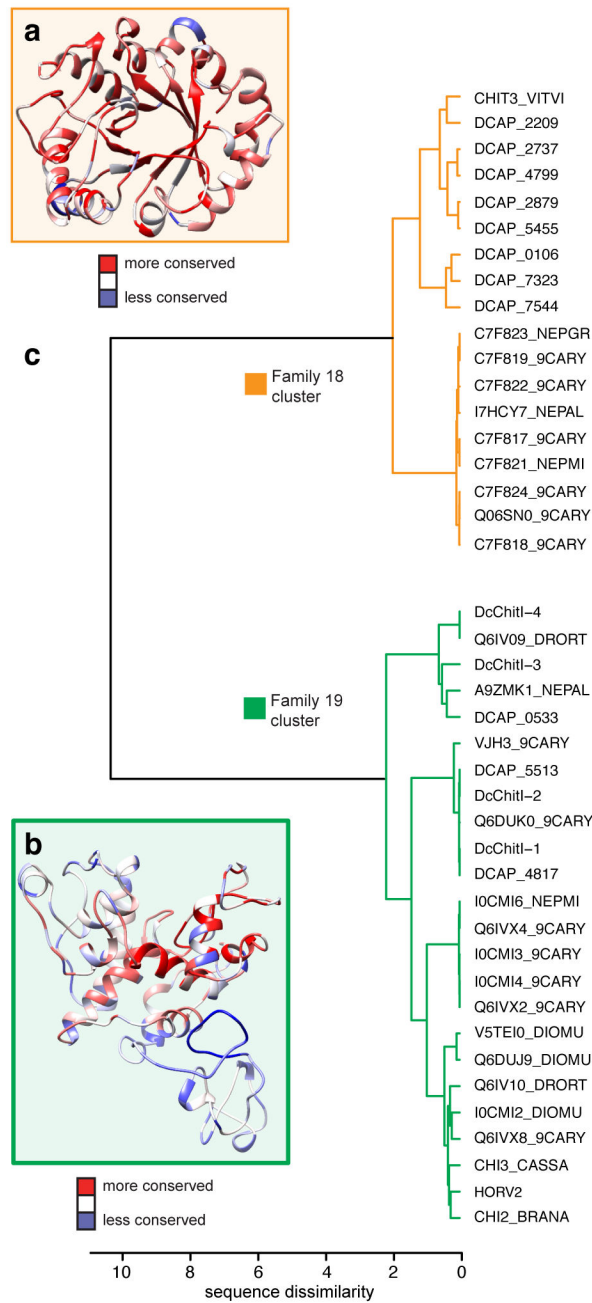 a
more conserved
less conserved
c
Family 18
cluster
CHIT3_VITVI
DCAP_2209
DCAP_2737
DCAP_4799
DCAP_2879
DCAP_5455
DCAP_0106
DCAP_7323
DCAP_7544
C7F823_NEPGR
C7F819_9CARY
C7F822_9CARY
I7HCY7_NEPAL
C7F817_9CARY
C7F821_NEPMI
C7F824_9CARY
Q06SN0_9CARY
C7F818_9CARY
Family 19
cluster
DcChitI−4
Q6IV09_DRORT
DcChitI−3
A9ZMK1_NEPAL
DCAP_0533
VJH3_9CARY
DCAP_5513
DcChitI−2
Q6DUK0_9CARY
DcChitI−1
DCAP_4817
I0CMI6_NEPMI
Q6IVX4_9CARY
I0CMI3_9CARY
I0CMI4_9CARY
Q6IVX2_9CARY
V5TEI0_DIOMU
Q6DUJ9_DIOMU
Q6IV10_DRORT
I0CMI2_DIOMU
Q6IVX8_9CARY
CHI3_CASSA
HORV2
CHI2_BRANA
b
more conserved
less conserved
10 8 6 4 2 0
sequence dissimilarity